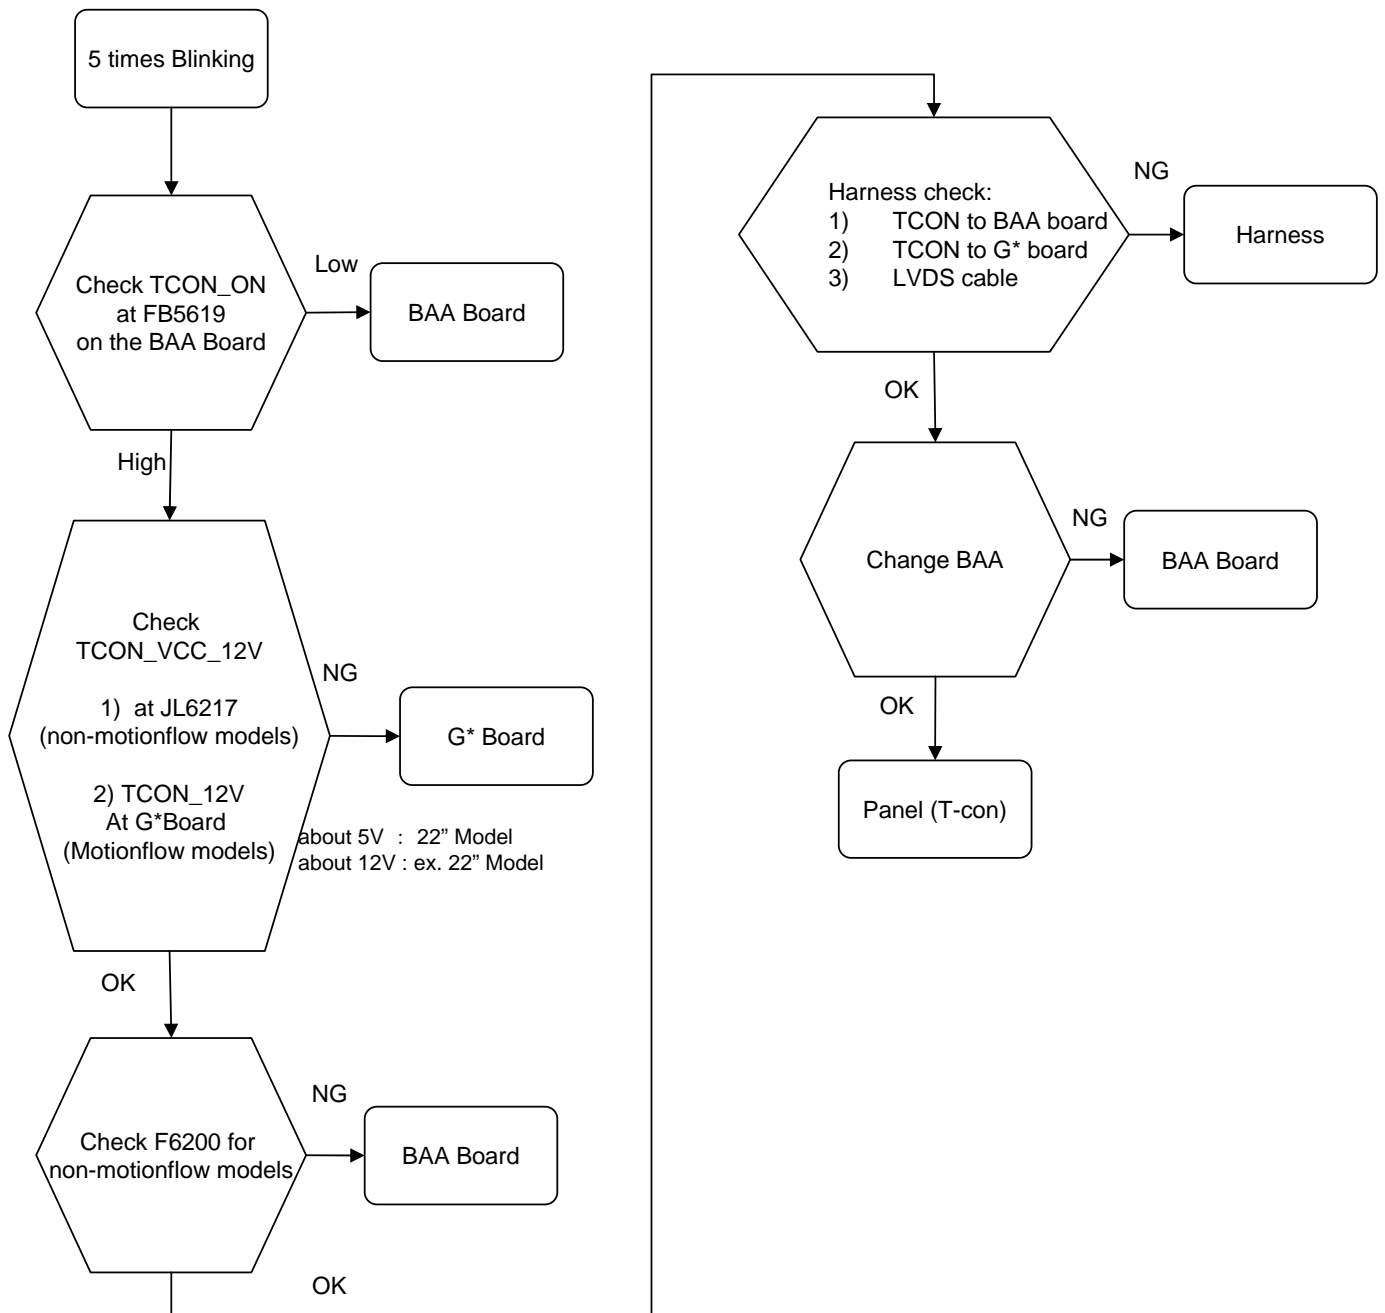 5 times Blinking
Check TCON_ON
at FB5619
on the BAA Board
Low
BAA Board
High
Check
TCON_VCC_12V
1) at JL6217
(non-motionflow models)
2) TCON_12V
At G*Board
(Motionflow models)
NG
G* Board
about 5V : 22” Model
about 12V : ex. 22” Model
OK
Check F6200 for
non-motionflow models
NG
BAA Board
OK
Harness check:
1) TCON to BAA board
2) TCON to G* board
3) LVDS cable
NG
Harness
OK
Change BAA
NG
BAA Board
OK
Panel (T-con)